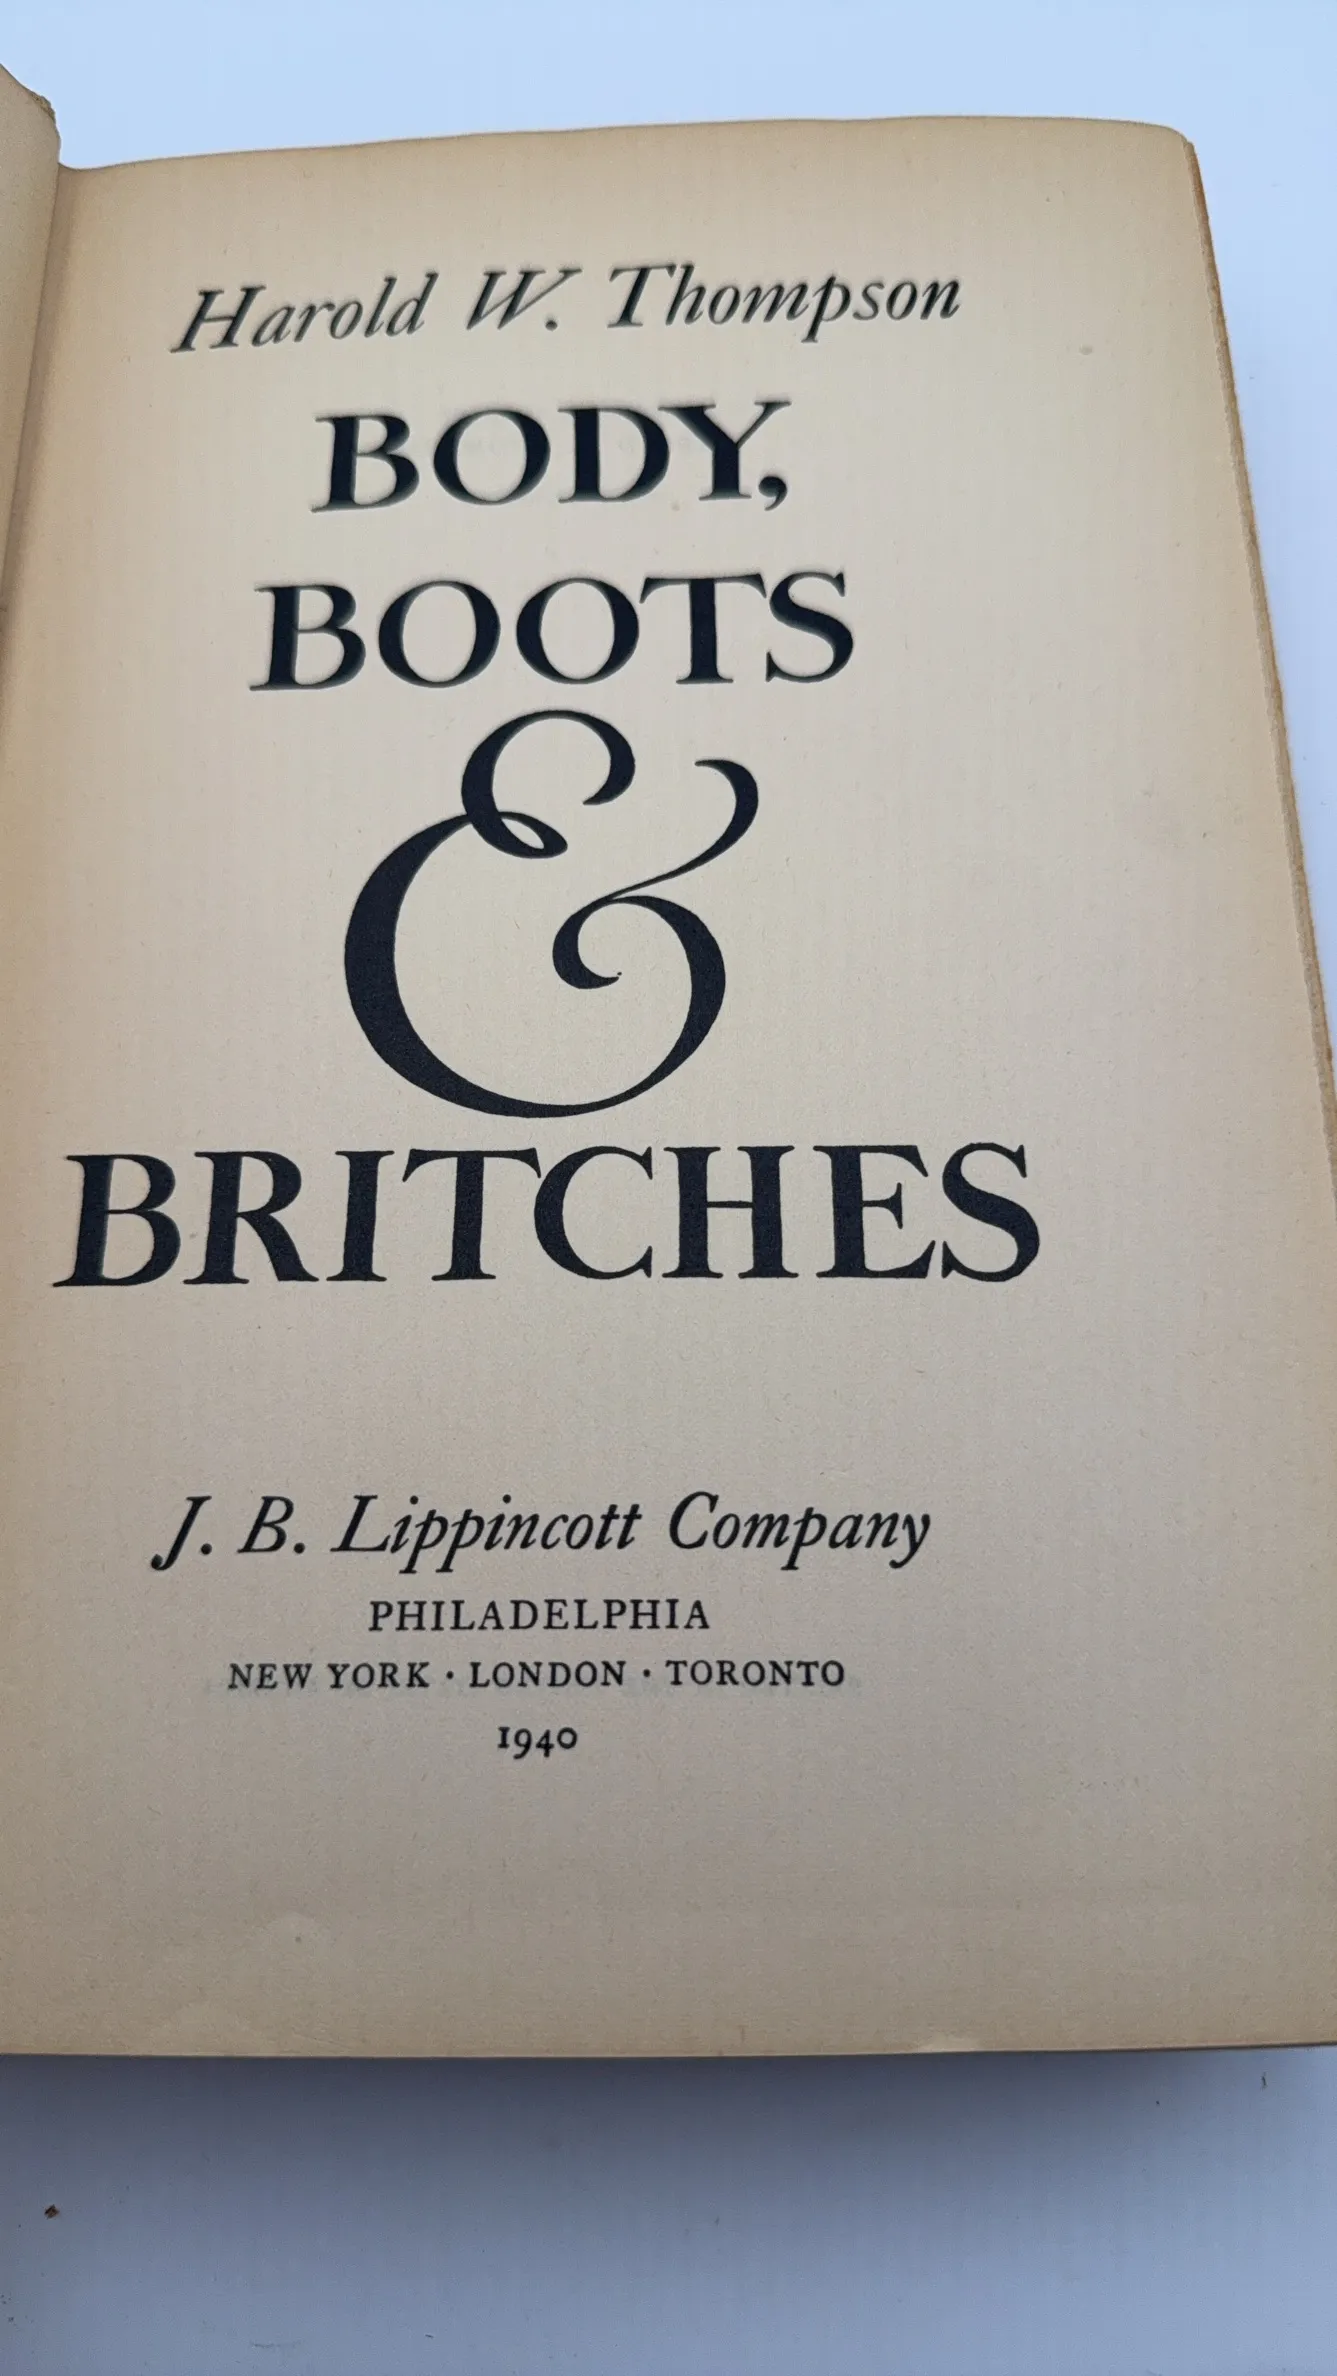 Harold W. Thompson
BODY,
BOOTS
&
BRITCHES
J. B. Lippincott Company
PHILADELPHIA
NEW YORK · LONDON · TORONTO
1940